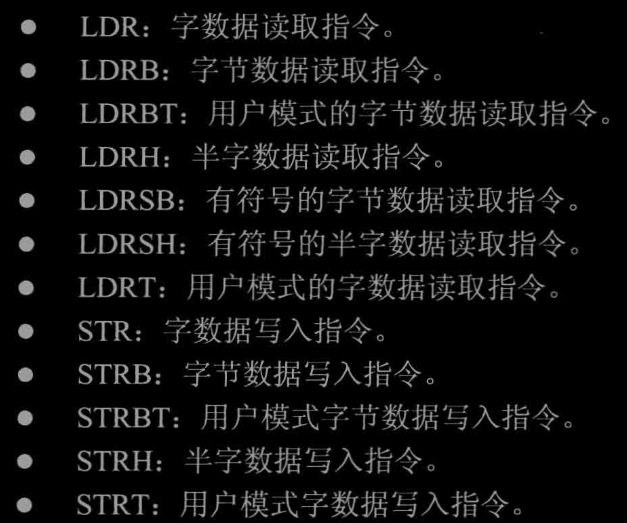 ● LDR：字数据读取指令。
● LDRB：字节数据读取指令。
● LDRBT：用户模式的字节数据读取指令。
● LDRH：半字数据读取指令。
● LDRSB：有符号的字节数据读取指令。
● LDRSH：有符号的半字数据读取指令。
● LDRT：用户模式的字数据读取指令。
● STR：字数据写入指令。
● STRB：字节数据写入指令。
● STRBT：用户模式字节数据写入指令。
● STRH：半字数据写入指令。
● STRT：用户模式字数据写入指令。